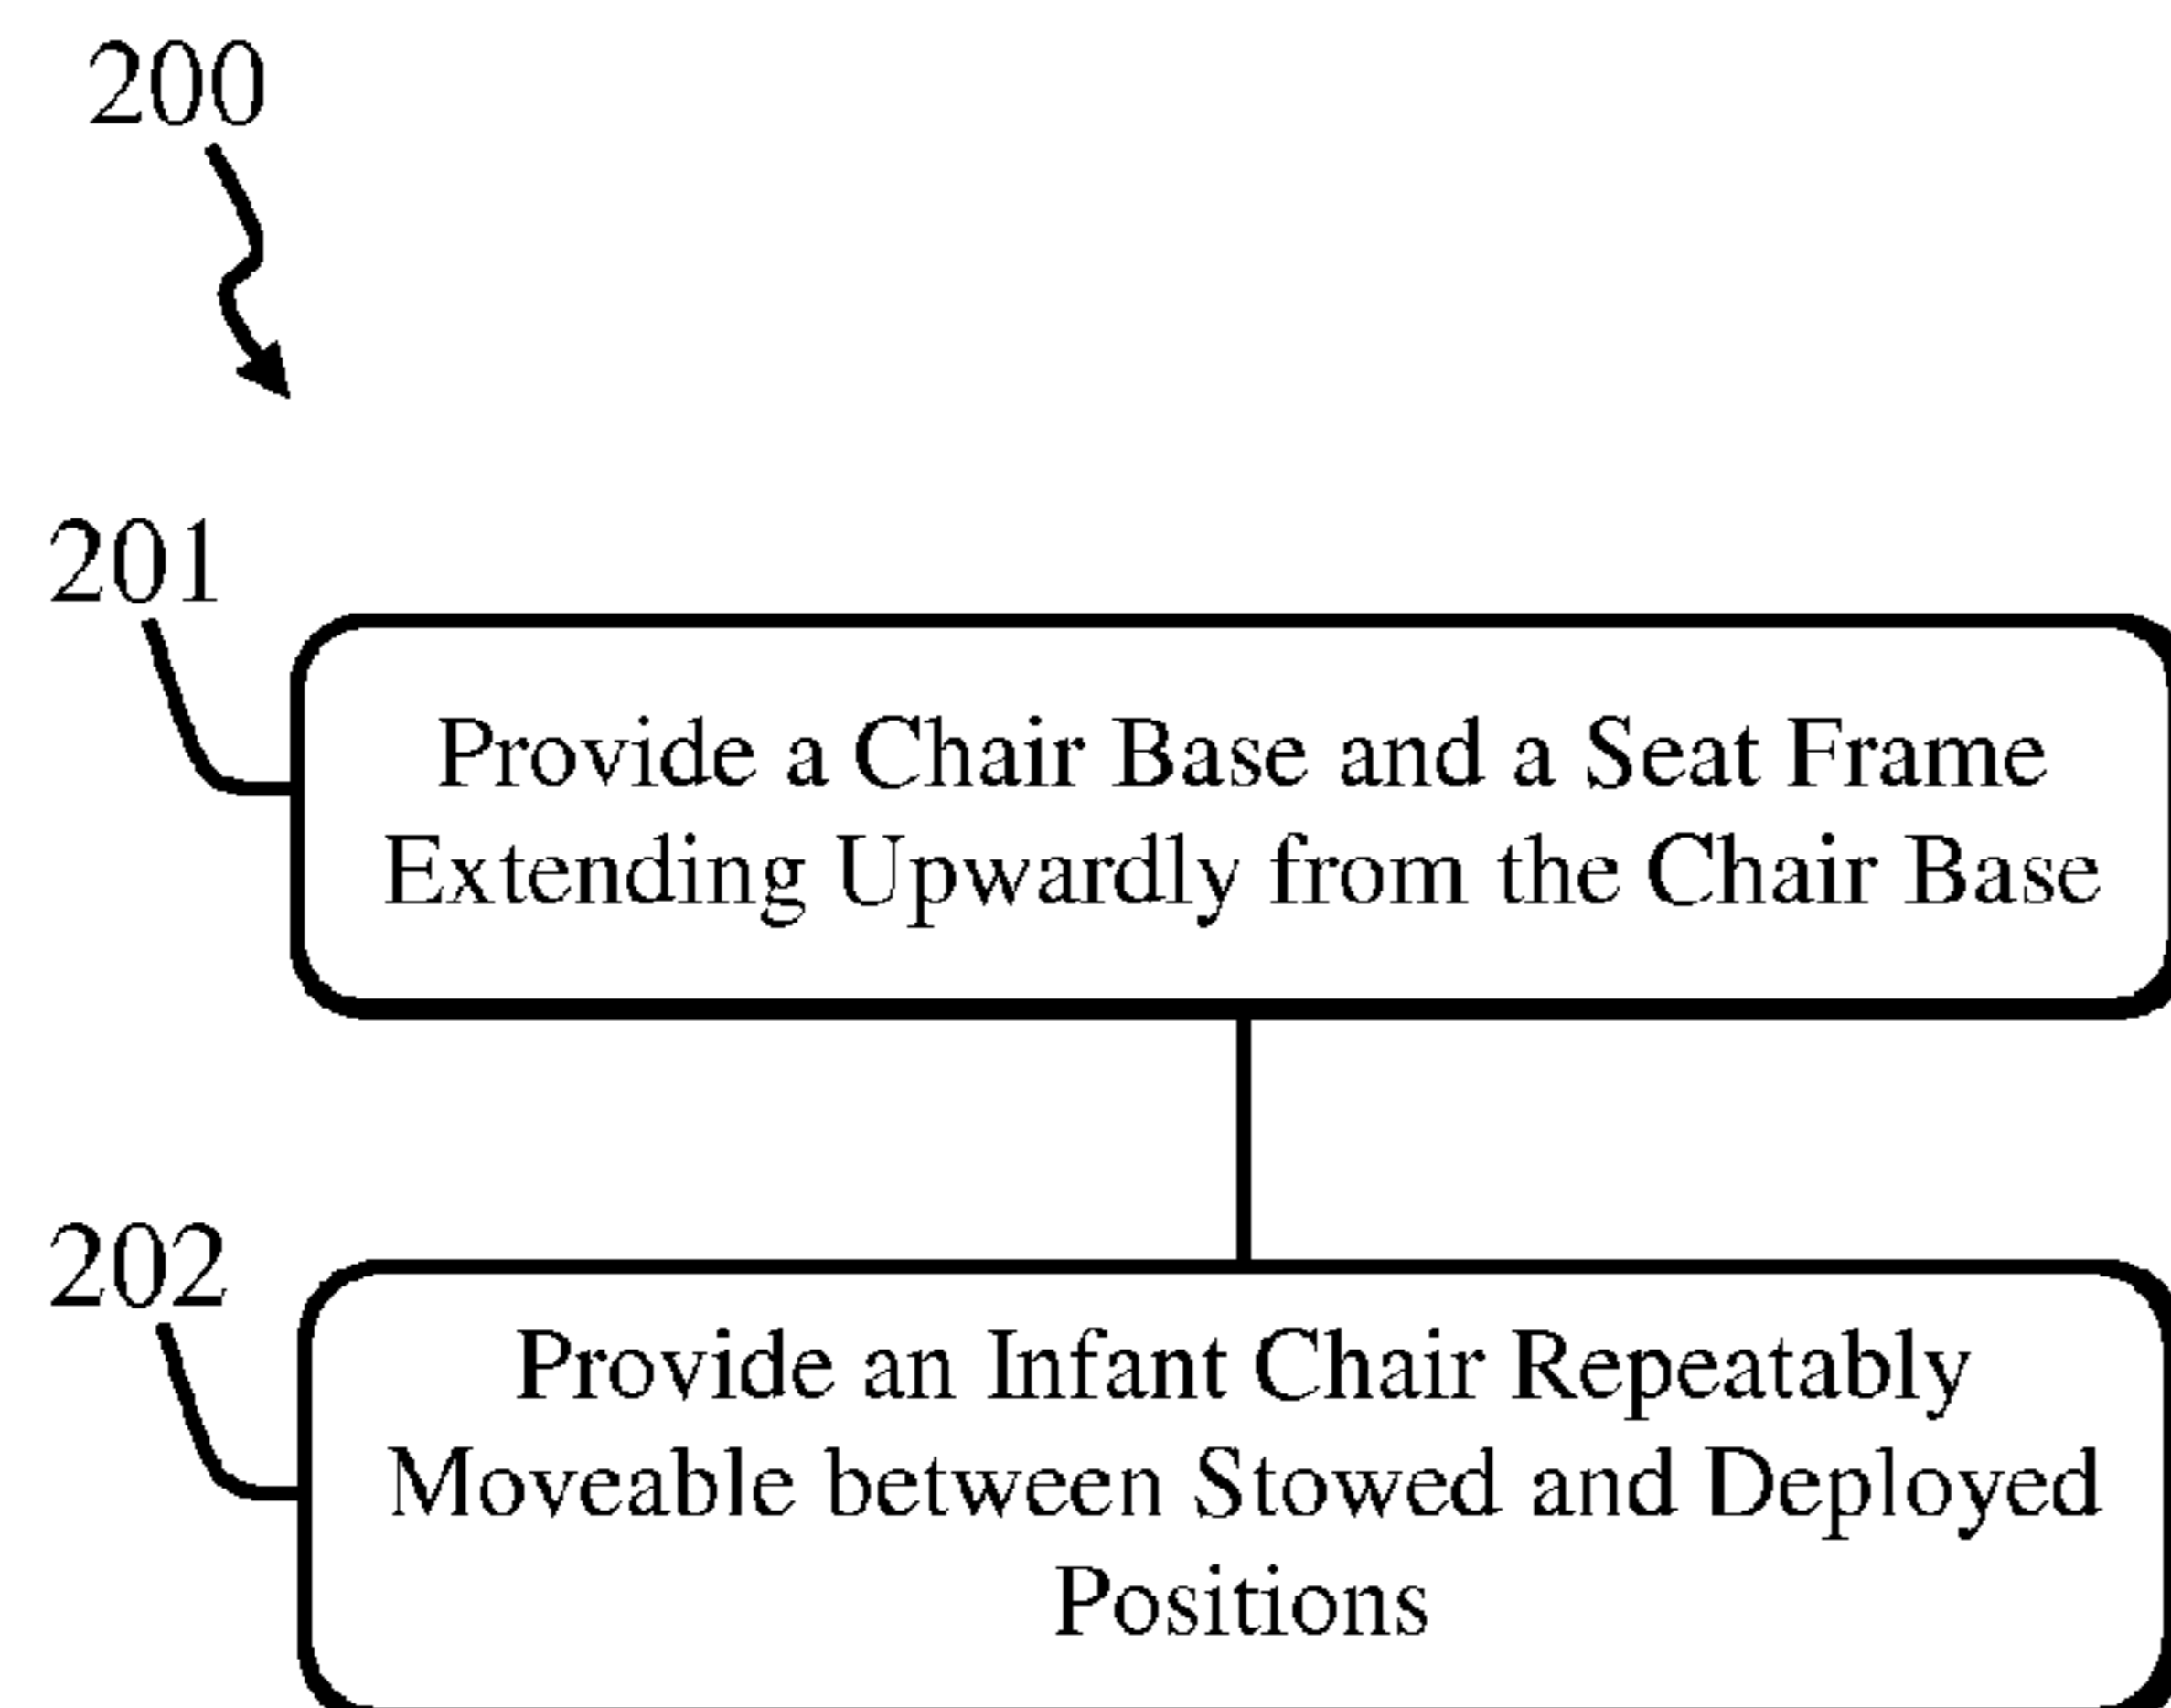 200
201
Provide a Chair Base and a Seat Frame
Extending Upwardly from the Chair Base
202
Provide an Infant Chair Repeatably
Moveable between Stowed and Deployed
Positions